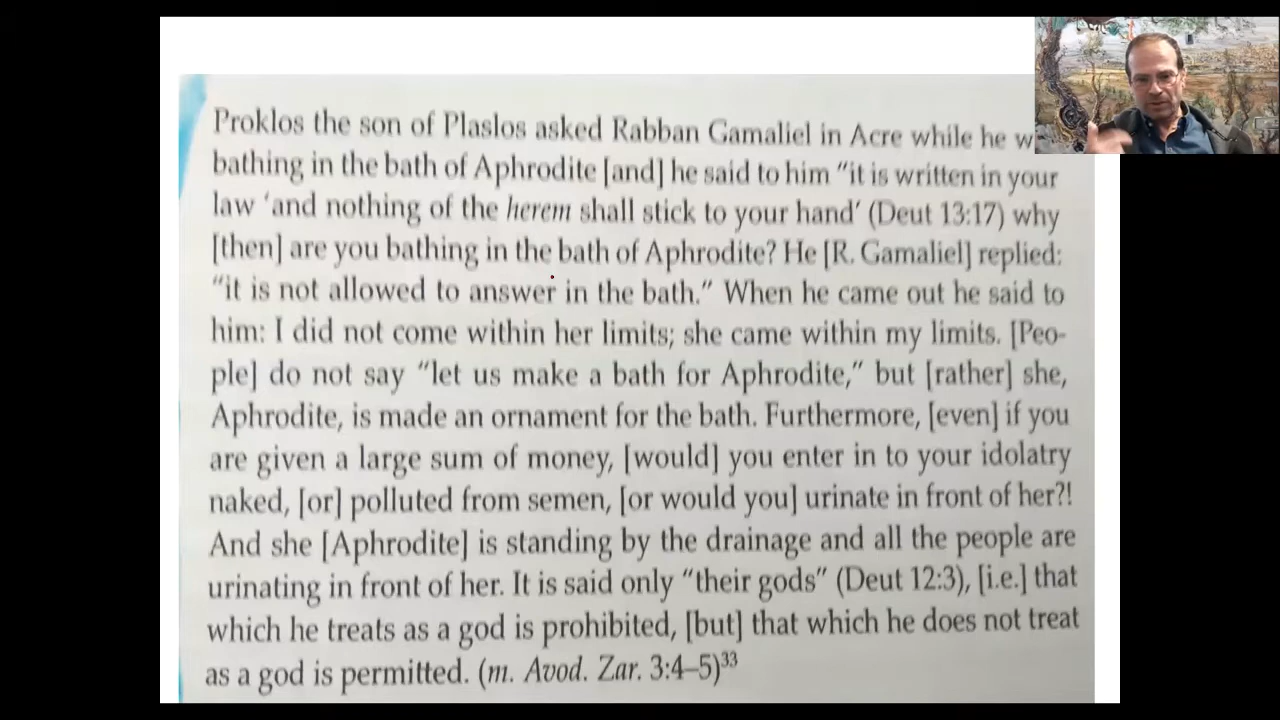 Proklos the son of Plaslos asked Rabban Gamaliel in Acre while he w
bathing in the bath of Aphrodite [and] he said to him “it is written in your
law ‘and nothing of the herem shall stick to your hand’ (Deut 13:17) why
[then] are you bathing in the bath of Aphrodite? He [R. Gamaliel] replied:
“it is not allowed to answer in the bath.” When he came out he said to
him: I did not come within her limits; she came within my limits. [Peo-
ple] do not say “let us make a bath for Aphrodite,” but [rather] she,
Aphrodite, is made an ornament for the bath. Furthermore, [even] if you
are given a large sum of money, [would] you enter in to your idolatry
naked, [or] polluted from semen, [or would you] urinate in front of her?!
And she [Aphrodite] is standing by the drainage and all the people are
urinating in front of her. It is said only “their gods” (Deut 12:3), [i.e.] that
which he treats as a god is prohibited, [but] that which he does not treat
as a god is permitted. (m. Avod. Zar. 3:4–5)33